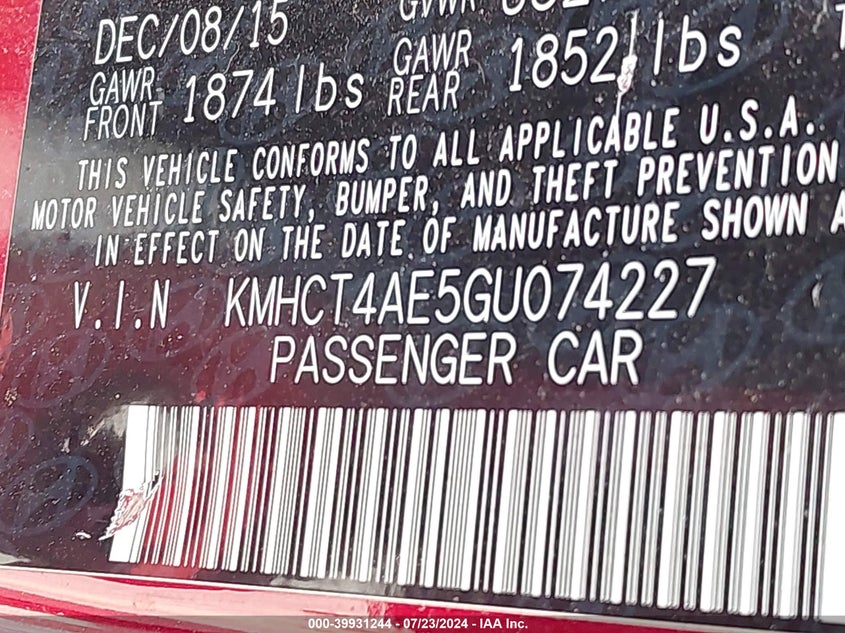 DEC/08/15 GVWR
GAWR FRONT 1874 lbs GAWR REAR 1852 lbs
THIS VEHICLE CONFORMS TO ALL APPLICABLE U.S.A.
MOTOR VEHICLE SAFETY, BUMPER, AND THEFT PREVENTION
IN EFFECT ON THE DATE OF MANUFACTURE SHOWN A
V.I.N KMHCT4AE5GU074227
PASSENGER CAR
000-39931244 - 07/23/2024 - IAA Inc.